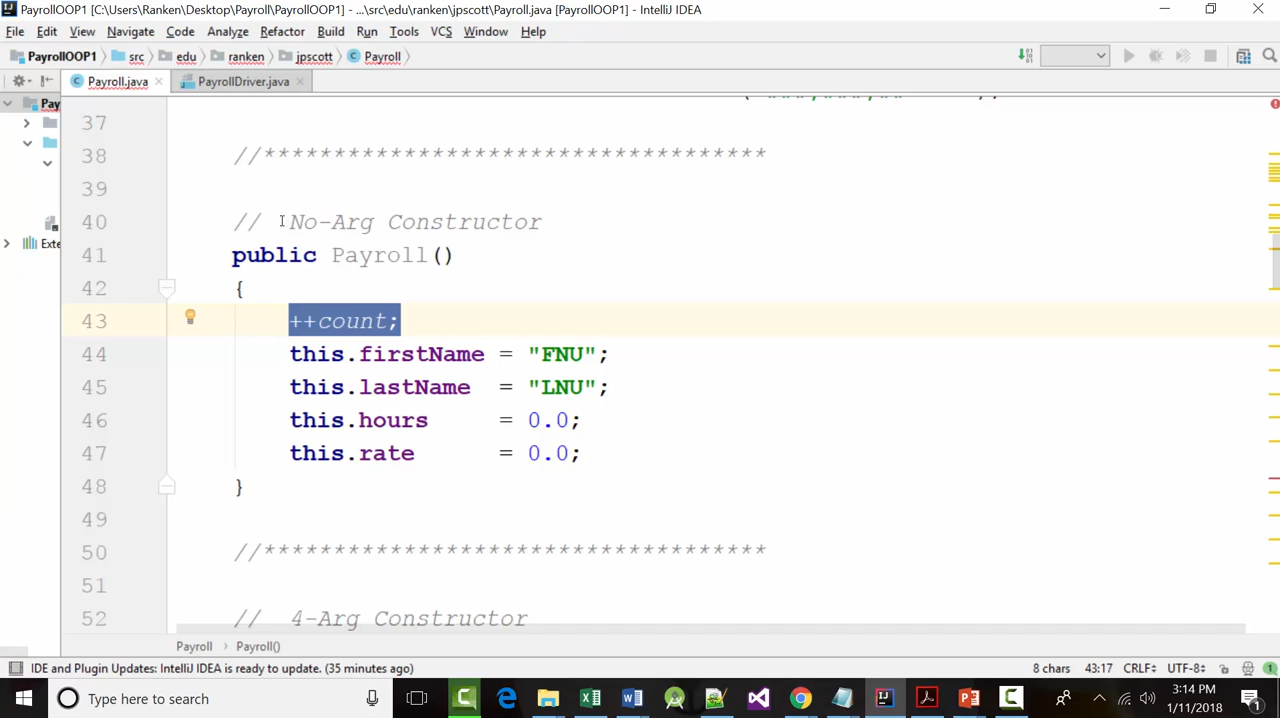 PayrollOOP1 [C:\Users\Ranken\Desktop\Payroll\PayrollOOP1] - ...\src\edu\ranken\jpscott\Payroll.java [PayrollOOP1] - IntelliJ IDEA
File Edit View Navigate Code Analyze Refactor Build Run Tools VCS Window Help
PayrollOOP1 src edu ranken jpscott Payroll
Payroll.java PayrollDriver.java
Pay
Exte
37
38 //************************************
39
40 // No-Arg Constructor
41 public Payroll()
42 {
43 ++count;
44 this.firstName = "FNU";
45 this.lastName = "LNU";
46 this.hours = 0.0;
47 this.rate = 0.0;
48 }
49
50 //************************************
51
52 // 4-Arg Constructor
Payroll Payroll()
IDE and Plugin Updates: IntelliJ IDEA is ready to update. (35 minutes ago) 8 chars 43:17 CRLF UTF-8 1
Type here to search
3:14 PM
1/11/2018
1